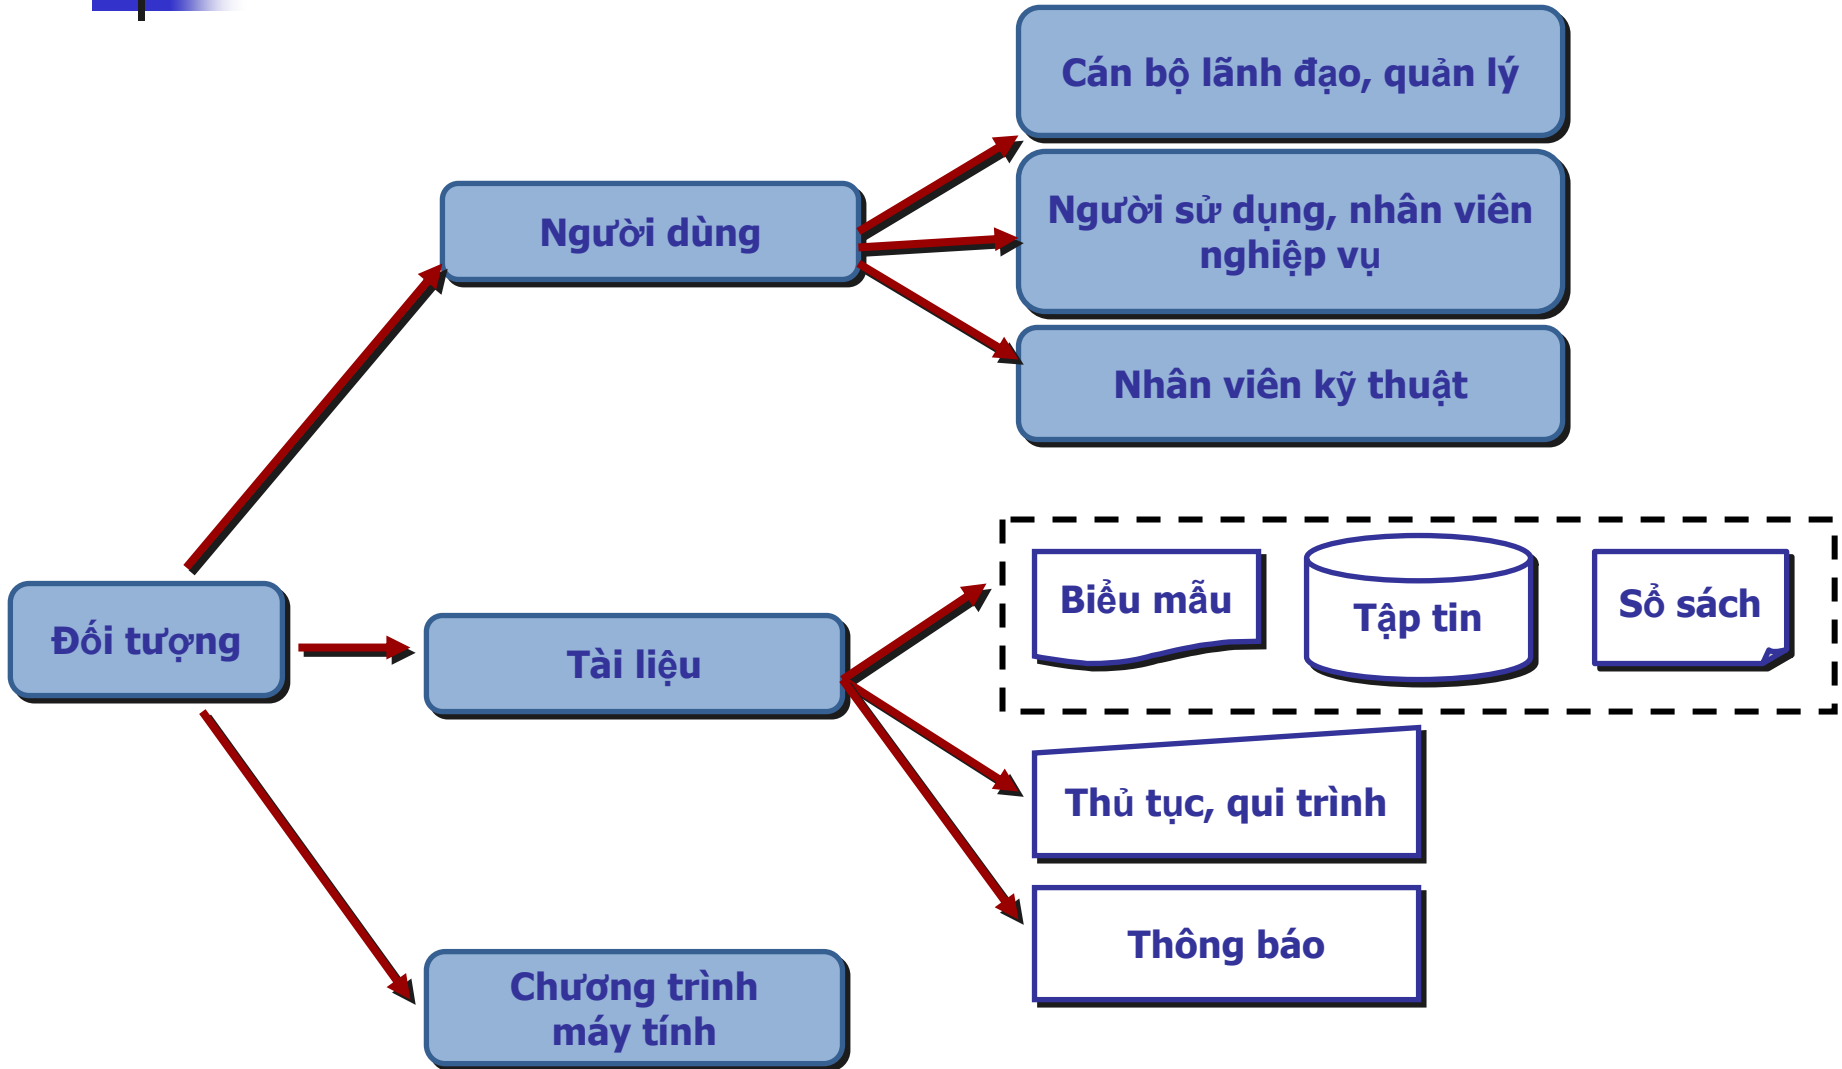 Cán bộ lãnh đạo, quản lý
Người sử dụng, nhân viên
nghiệp vụ
Nhân viên kỹ thuật
Người dùng
Đối tượng
Tài liệu
Biểu mẫu
Tập tin
Sổ sách
Thủ tục, qui trình
Thông báo
Chương trình
máy tính